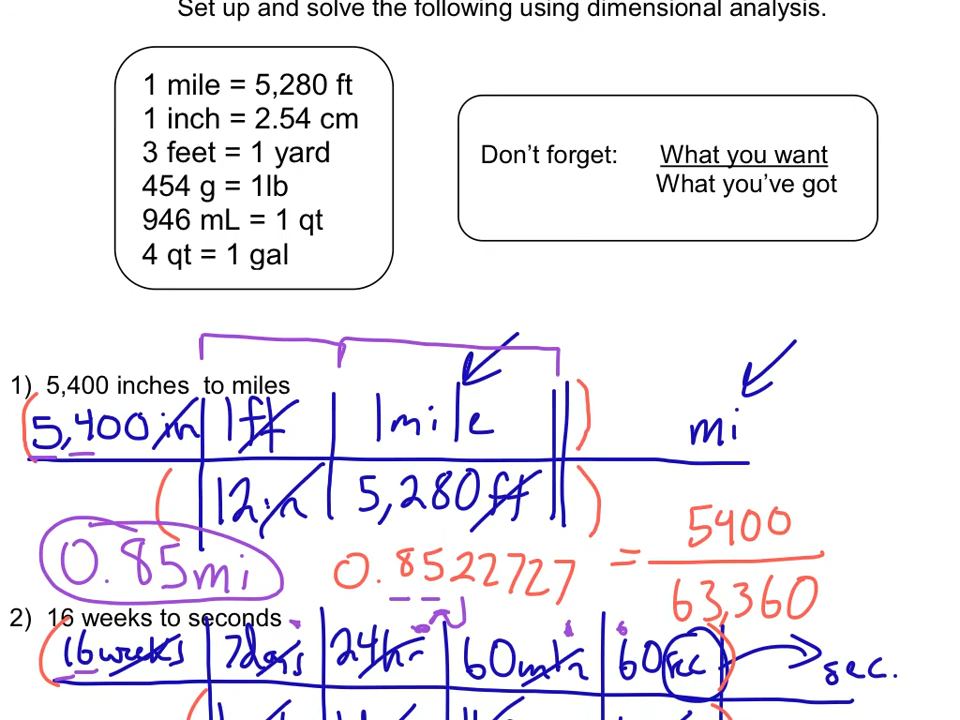 Set up and solve the following using dimensional analysis.
1 mile = 5,280 ft
1 inch = 2.54 cm
3 feet = 1 yard
454 g = 1lb
946 mL = 1 qt
4 qt = 1 gal
Don't forget: What you want
What you've got
1) 5,400 inches to miles
(5,400 in 1 ft 1 mile ) mi
( 12 in 5,280 ft )
0.85 mi 0.8522727 = 5400
63,360
2) 16 weeks to seconds
(16 weeks 7 days 24 hr 60 min 60 sec ) sec.